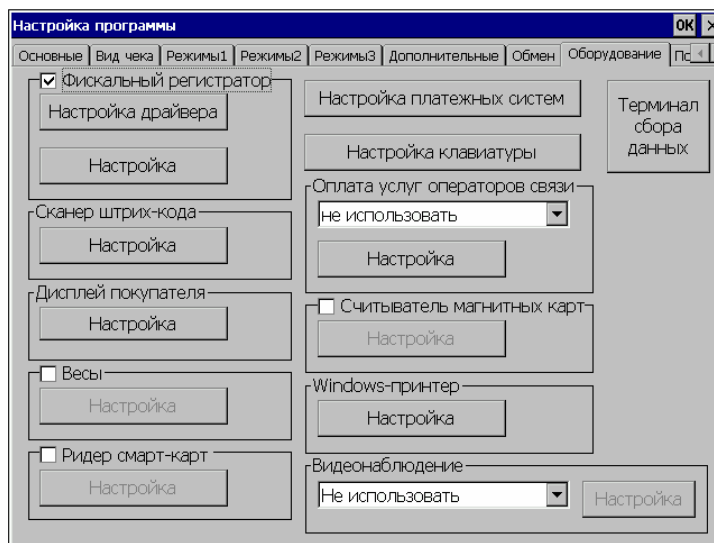 Настройка программы
OK
Основные
Вид чека
Режимы1
Режимы2
Режимы3
Дополнительные
Обмен
Оборудование
Фискальный регистратор
Настройка драйвера
Настройка
Сканер штрих-кода
Настройка
Дисплей покупателя
Настройка
Весы
Настройка
Ридер смарт-карт
Настройка
Настройка платежных систем
Настройка клавиатуры
Оплата услуг операторов связи
не использовать
Настройка
Считыватель магнитных карт
Настройка
Windows-принтер
Настройка
Видеонаблюдение
Не использовать
Настройка
Терминал
сбора
данных